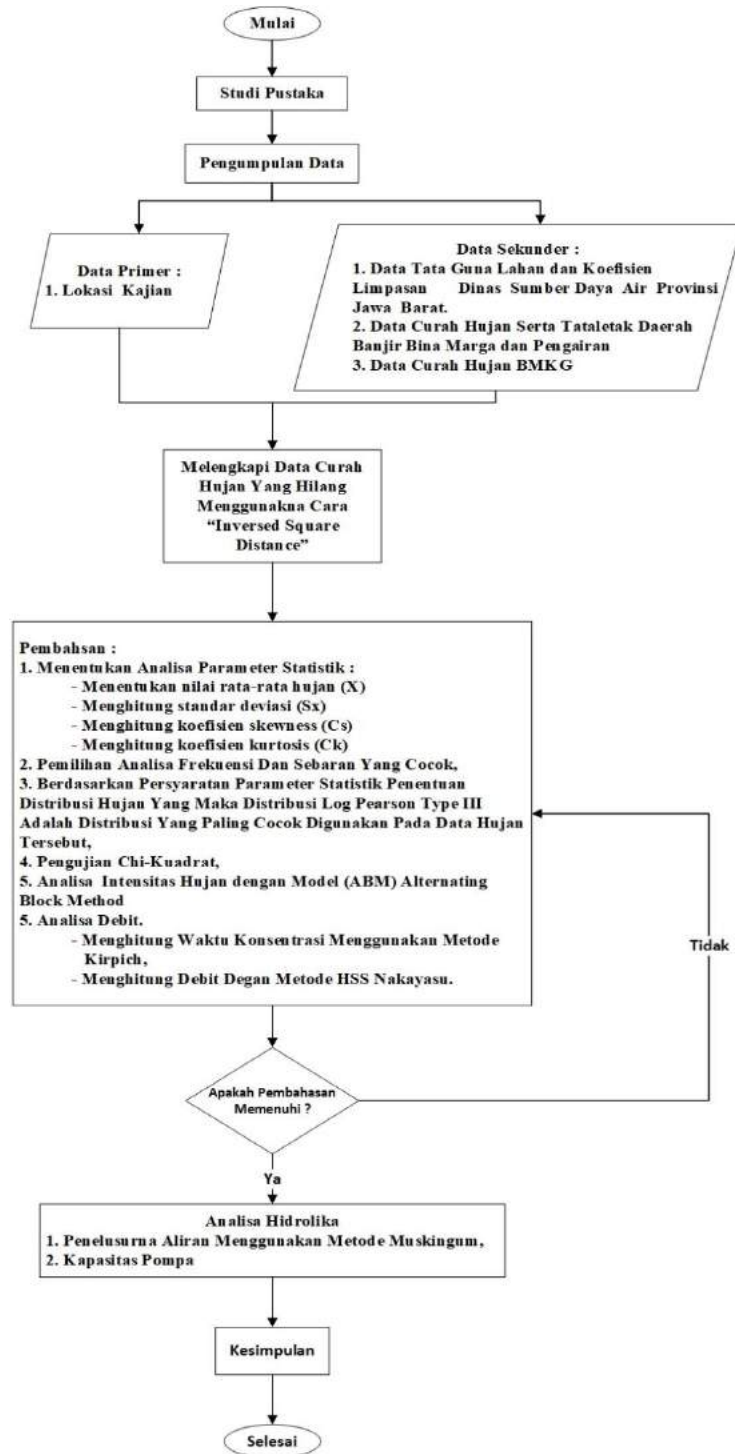 Mulai
Studi Pustaka
Pengumpulan Data
Data Primer :
1. Lokasi Kajian
Data Sekunder :
1. Data Tata Guna Lahan dan Koefisien
Limpasan Dinas Sumber Daya Air Provinsi
Jawa Barat.
2. Data Curah Hujan Serta Tataletak Daerah
Banjir Bina Marga dan Pengairan
3. Data Curah Hujan BMKG
Melengkapi Data Curah
Hujan Yang Hilang
Menggunakna Cara
“Inversed Square
Distance”
Pembahsan :
1. Menentukan Analisa Parameter Statistik :
- Menentukan nilai rata-rata hujan (X)
- Menghitung standar deviasi (Sx)
- Menghitung koefisien skewness (Cs)
- Menghitung koefisien kurtosis (Ck)
2. Pemilihan Analisa Frekuensi Dan Sebaran Yang Cocok,
3. Berdasarkan Persyaratan Parameter Statistik Penentuan
Distribusi Hujan Yang Maka Distribusi Log Pearson Type III
Adalah Distribusi Yang Paling Cocok Digunakan Pada Data Hujan
Tersebut,
4. Pengujian Chi-Kuadrat,
5. Analisa Intensitas Hujan dengan Model (ABM) Alternating
Block Method
5. Analisa Debit.
- Menghitung Waktu Konsentrasi Menggunakan Metode
Kirpich,
- Menghitung Debit Degan Metode HSS Nakayasu.
Tidak
Apakah Pembahasan
Memenuhi ?
Ya
Analisa Hidrolika
1. Penelusurna Aliran Menggunakan Metode Muskingum,
2. Kapasitas Pompa
Kesimpulan
Selesai